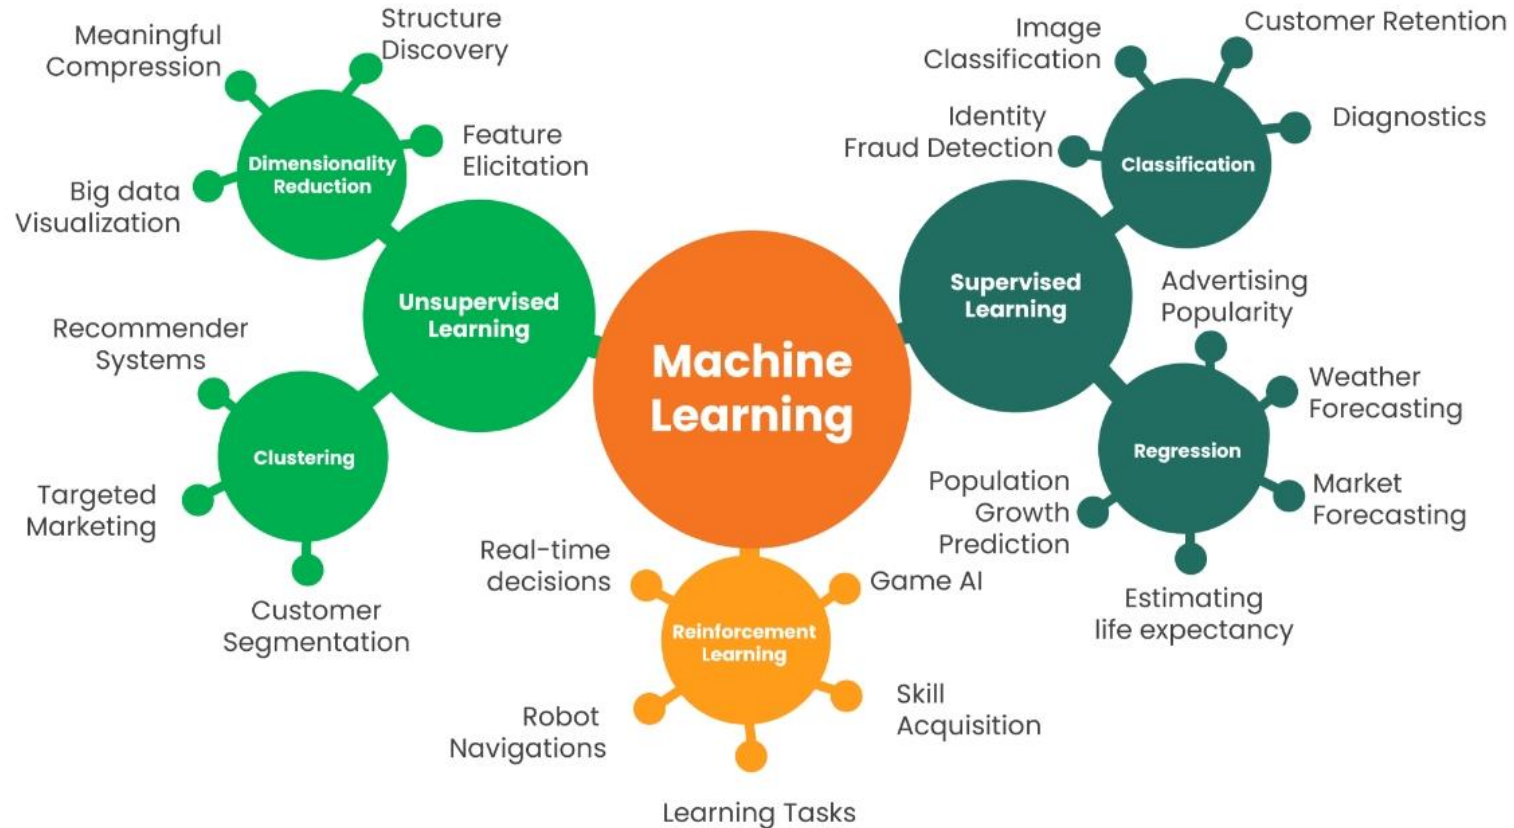 Structure
Discovery
Meaningful
Compression
Feature
Elicitation
Dimensionality
Reduction
Big data
Visualization
Unsupervised
Learning
Recommender
Systems
Clustering
Targeted
Marketing
Customer
Segmentation
Machine
Learning
Real-time
decisions
Game AI
Reinforcement
Learning
Robot
Navigations
Skill
Acquisition
Learning Tasks
Image
Classification
Customer Retention
Identity
Fraud Detection
Diagnostics
Classification
Supervised
Learning
Advertising
Popularity
Weather
Forecasting
Regression
Population
Growth
Prediction
Market
Forecasting
Estimating
life expectancy